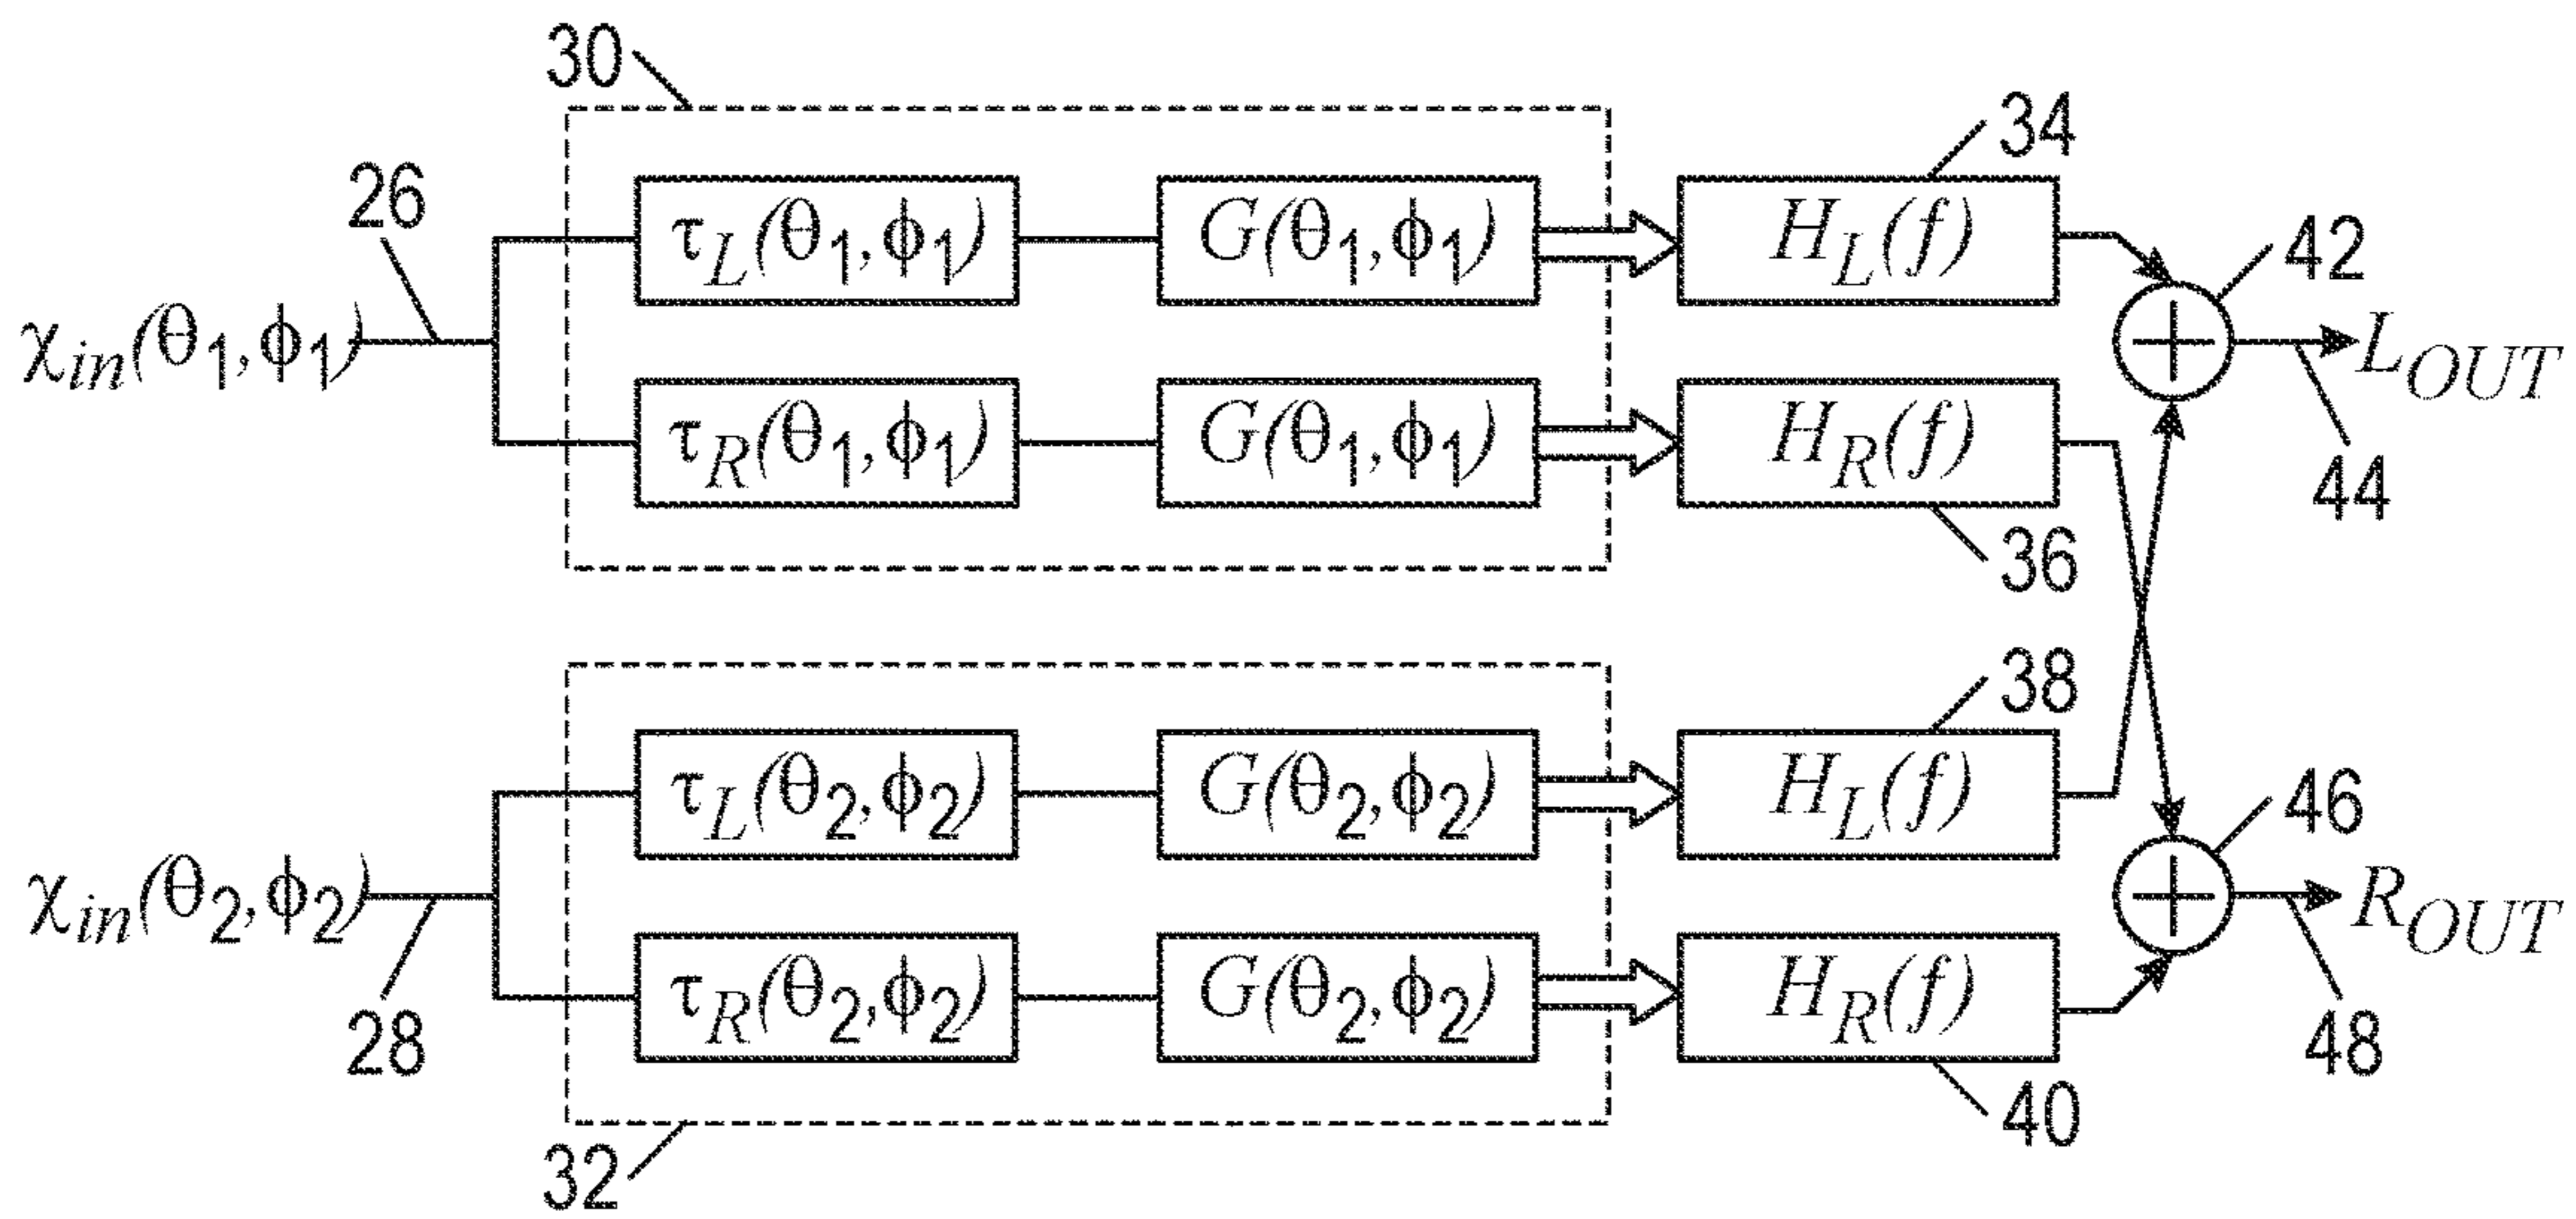 30
34
26
τL(θ1,ϕ1) G(θ1,ϕ1) HL(f)
42
χin(θ1,ϕ1)
LOUT
τR(θ1,ϕ1) G(θ1,ϕ1) HR(f)
44
36
38
τL(θ2,ϕ2) G(θ2,ϕ2) HL(f)
46
χin(θ2,ϕ2)
ROUT
τR(θ2,ϕ2) G(θ2,ϕ2) HR(f)
28
48
40
32